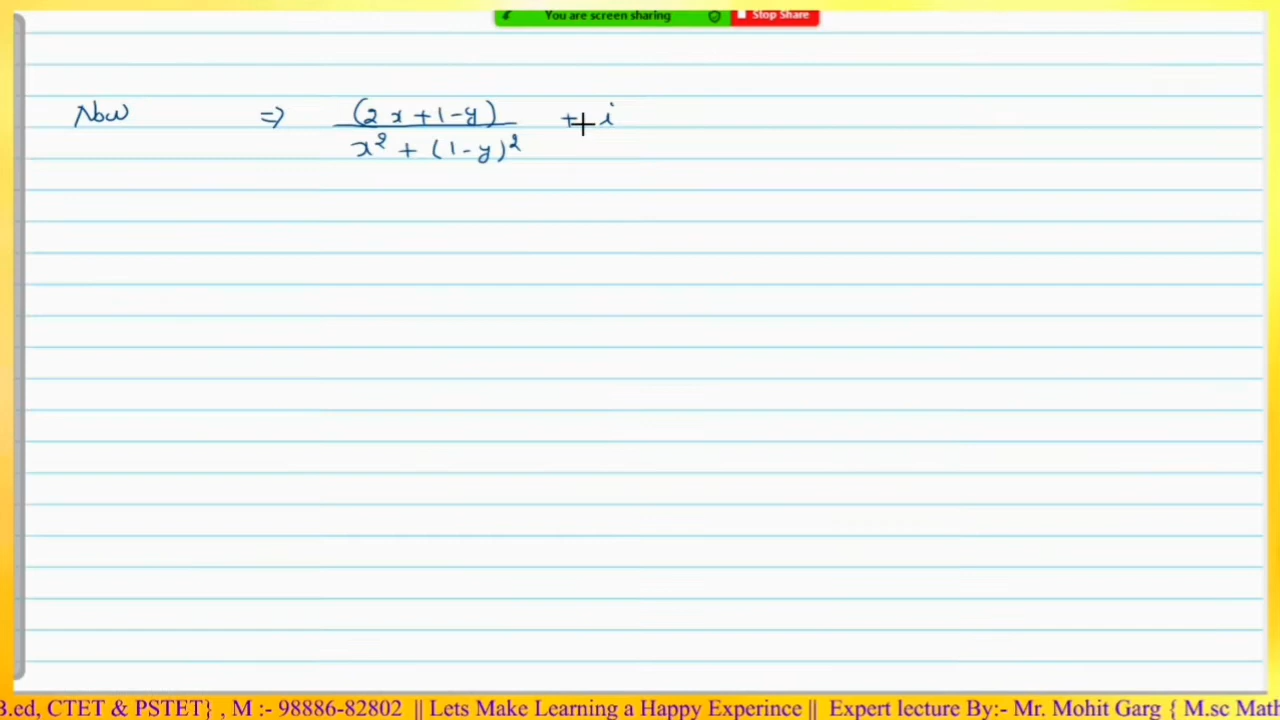 You are screen sharing Stop Share
Now ⇒ (2x+1-y) + i
x² + (1-y)²
B.ed, CTET & PSTET} , M :- 98886-82802 || Lets Make Learning a Happy Experince || Expert lecture By:- Mr. Mohit Garg { M.sc Math